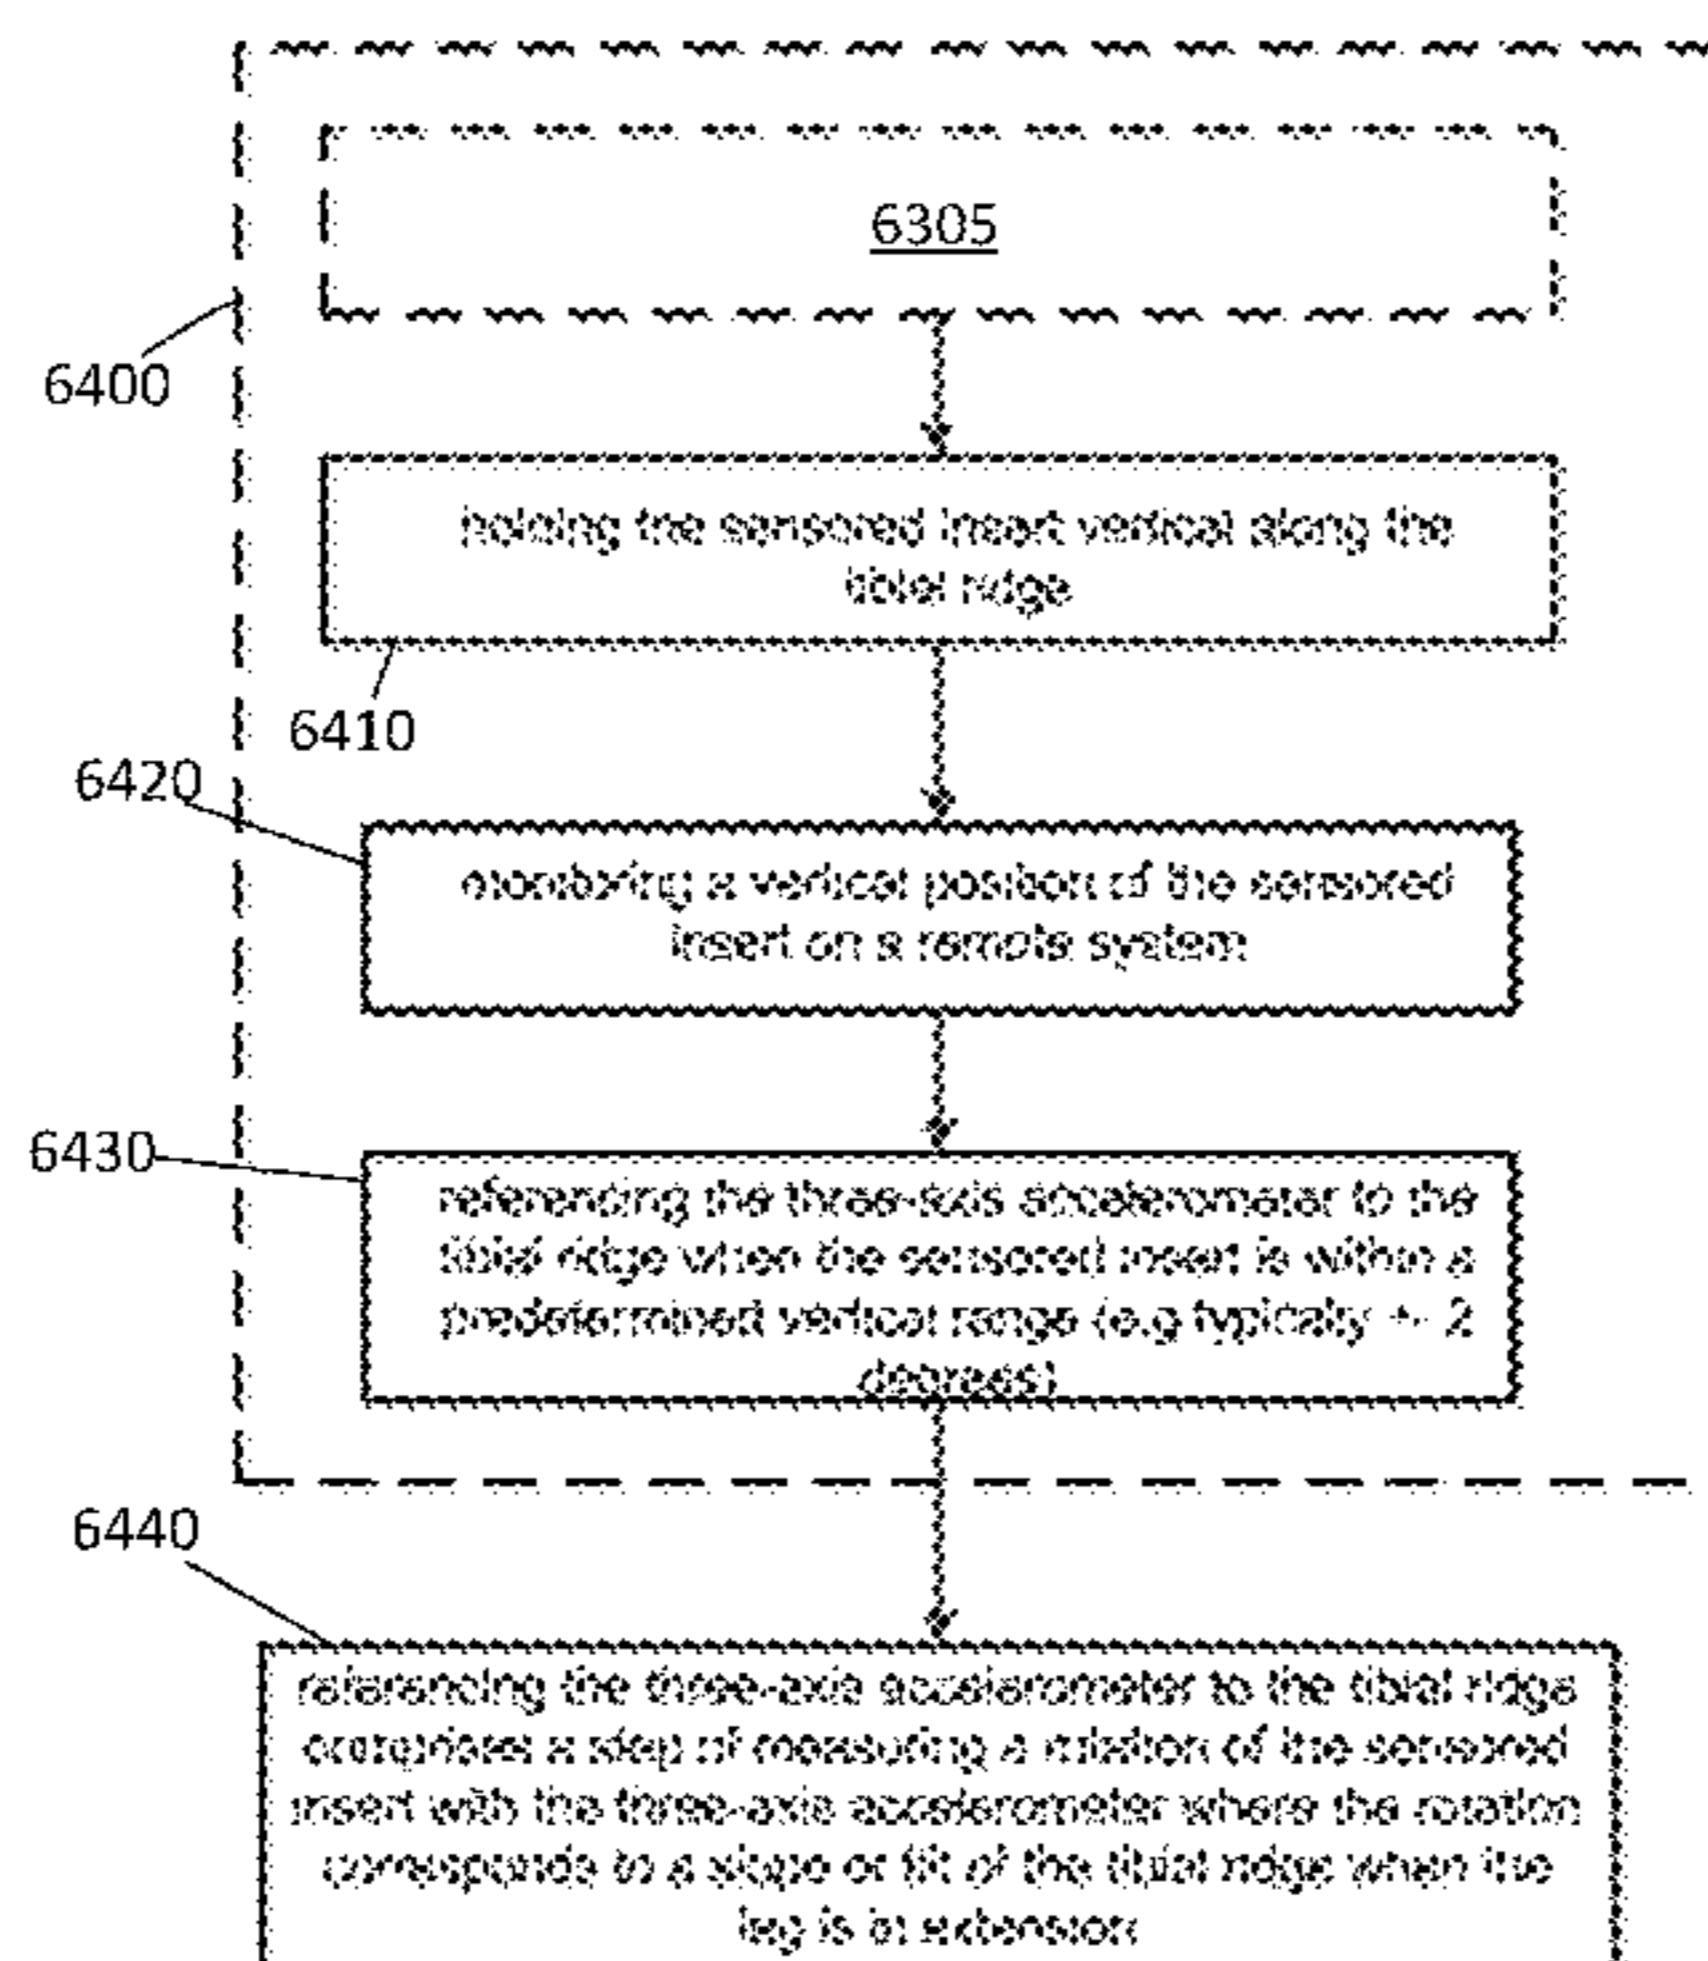 6305
6400
holding the sensored insert vertical along the
tibial ridge
6410
6420
monitoring a vertical position of the sensored
insert on a remote system
6430
referencing the three-axis accelerometer to the
tibial ridge when the sensored insert is within a
predetermined vertical range (e.g typically +- 2
degrees)
6440
referencing the three-axis accelerometer to the tibial ridge
comprises a step of measuring a rotation of the sensored
insert with the three-axis accelerometer where the rotation
corresponds to a slope or tilt of the tibial ridge when the
leg is in extension